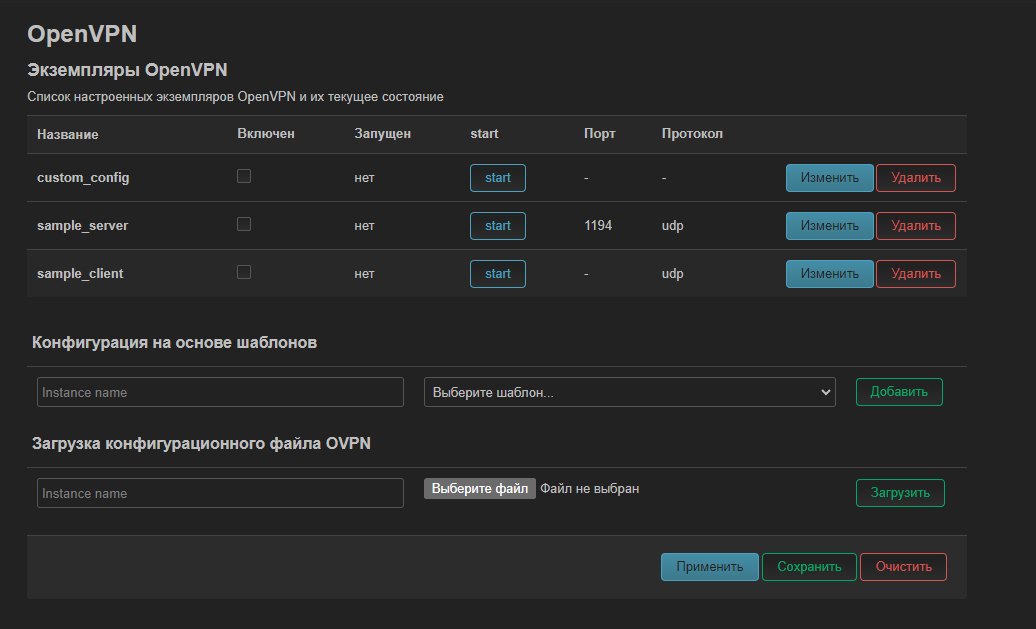 OpenVPN
Экземпляры OpenVPN
Список настроенных экземпляров OpenVPN и их текущее состояние
Название Включен Запущен start Порт Протокол
custom_config нет start - - Изменить Удалить
sample_server нет start 1194 udp Изменить Удалить
sample_client нет start - udp Изменить Удалить
Конфигурация на основе шаблонов
Instance name Выберите шаблон... Добавить
Загрузка конфигурационного файла OVPN
Instance name Выберите файл Файл не выбран Загрузить
Применить Сохранить Очистить